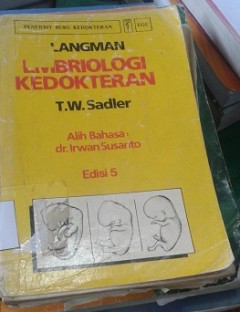 PENERBIT BUKU KEDOKTERAN EGC
LANGMAN
EMBRIOLOGI
KEDOKTERAN
T.W. Sadler
Alih Bahasa :
dr. Irwan Susanto
Edisi 5